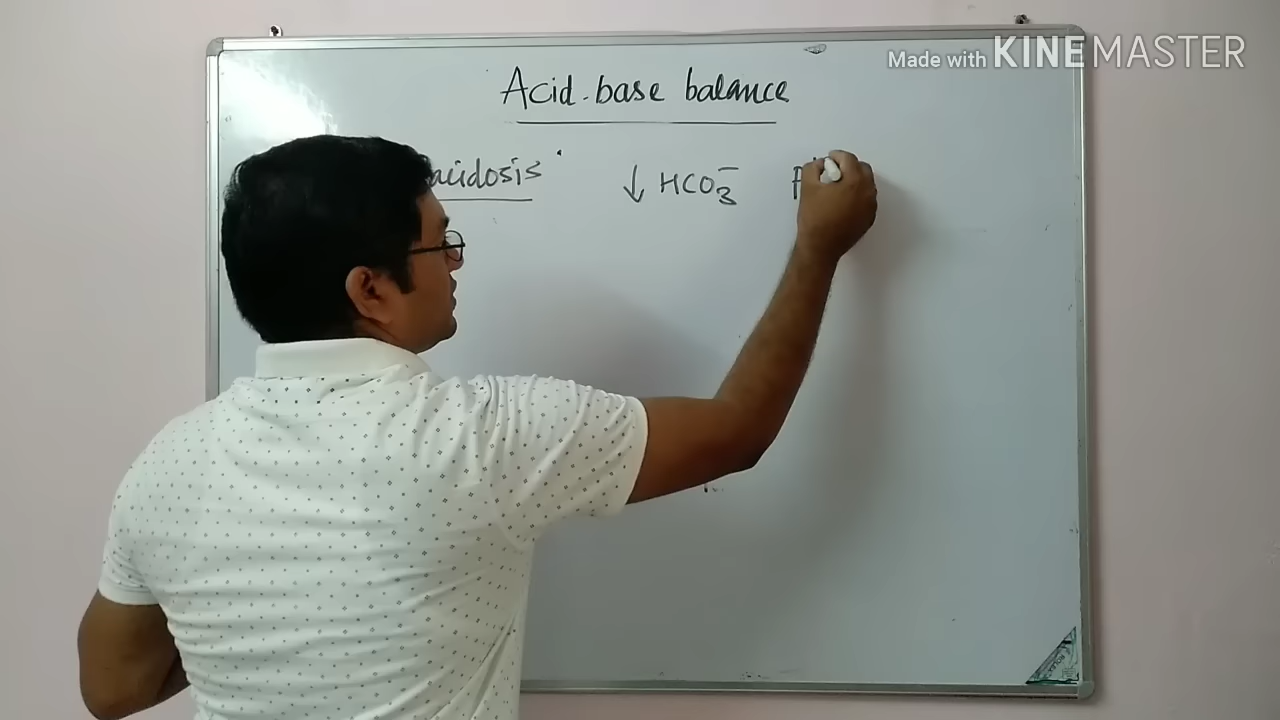 Made with KINEMASTER
Acid-base balance
acidosis ↓ HCO₃⁻